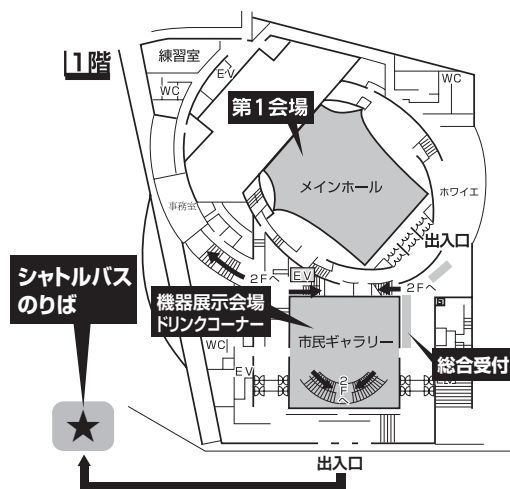 1階
練習室
EV
WC
WC
第1会場
メインホール
ホワイエ
事務室
出入口
2Fへ
EV
2Fへ
シャトルバス
のりば
機器展示会場
ドリンクコーナー
市民ギャラリー
総合受付
WC
EV
2Fへ
出入口